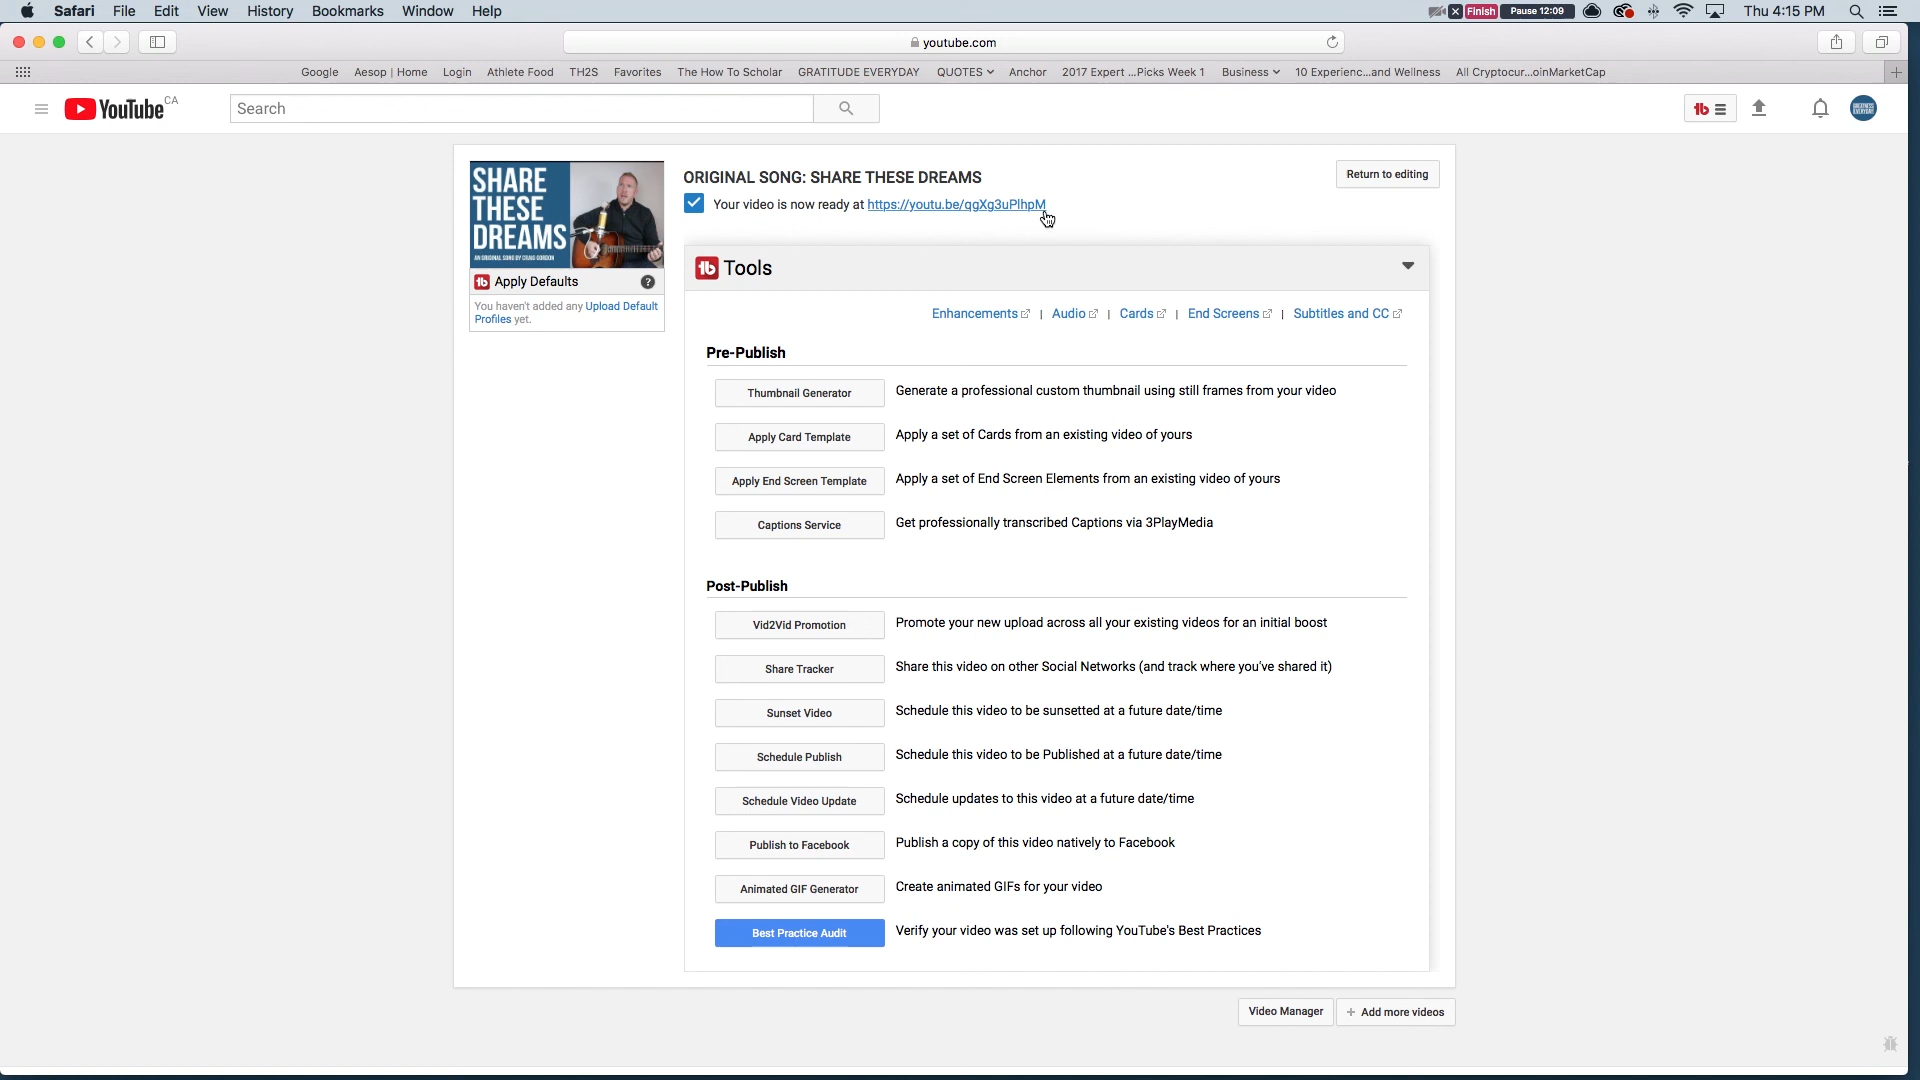 Safari File Edit View History Bookmarks Window Help
Finish Pause 12:09 Thu 4:15 PM
youtube.com
Google Aesop | Home Login Athlete Food TH2S Favorites The How To Scholar GRATITUDE EVERYDAY QUOTES Anchor 2017 Expert ...Picks Week 1 Business 10 Experienc...and Wellness All Cryptocur...oinMarketCap
YouTube CA
Search
tb
SHARE
THESE
DREAMS
AN ORIGINAL SONG BY CRAIG GORDON
ORIGINAL SONG: SHARE THESE DREAMS
Return to editing
Your video is now ready at https://youtu.be/qgXg3uPlhpM
tb Apply Defaults ?
You haven't added any Upload Default
Profiles yet.
tb Tools
Enhancements | Audio | Cards | End Screens | Subtitles and CC
Pre-Publish
Thumbnail Generator Generate a professional custom thumbnail using still frames from your video
Apply Card Template Apply a set of Cards from an existing video of yours
Apply End Screen Template Apply a set of End Screen Elements from an existing video of yours
Captions Service Get professionally transcribed Captions via 3PlayMedia
Post-Publish
Vid2Vid Promotion Promote your new upload across all your existing videos for an initial boost
Share Tracker Share this video on other Social Networks (and track where you've shared it)
Sunset Video Schedule this video to be sunsetted at a future date/time
Schedule Publish Schedule this video to be Published at a future date/time
Schedule Video Update Schedule updates to this video at a future date/time
Publish to Facebook Publish a copy of this video natively to Facebook
Animated GIF Generator Create animated GIFs for your video
Best Practice Audit Verify your video was set up following YouTube's Best Practices
Video Manager + Add more videos